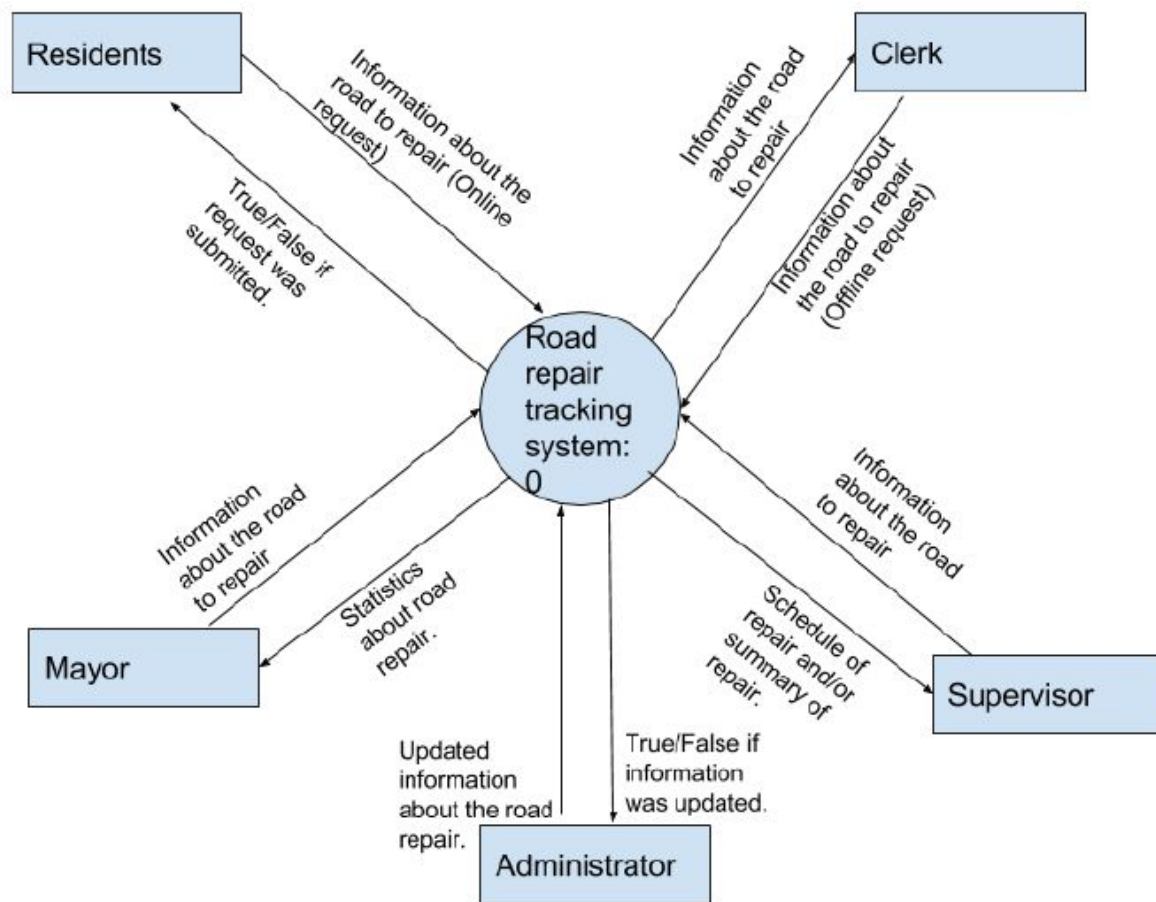 Residents
Information about the
road to repair (Online
request)
True/False if
request was
submitted.
Clerk
Information
about the road
to repair
Information about
the road to repair
(Offline request)
Road
repair
tracking
system:
0
Information
about the road
to repair
Statistics
about road
repair.
Mayor
Information
about the road
to repair
Schedule of
repair and/or
summary of
repair.
Supervisor
Updated
information
about the road
repair.
True/False if
information
was updated.
Administrator